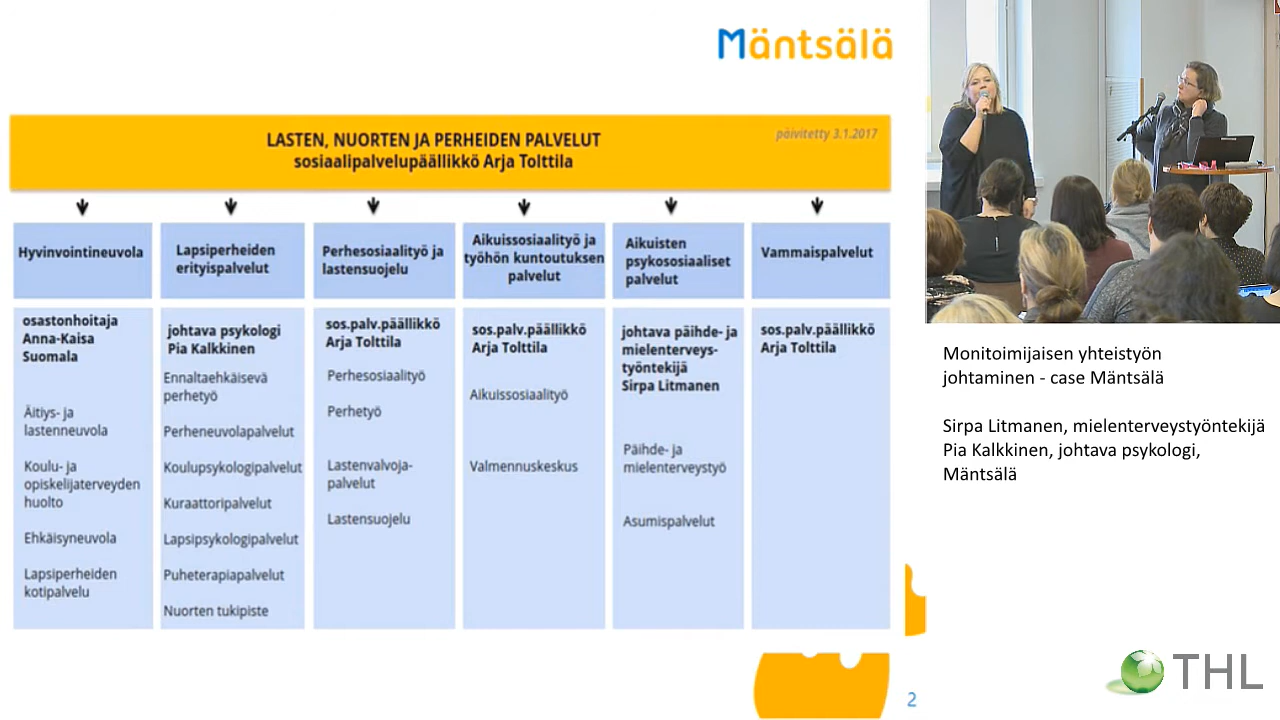 Mäntsälä
LASTEN, NUORTEN JA PERHEIDEN PALVELUT
sosiaalipalvelupäällikkö Arja Tolttila
päivitetty 3.1.2017
Hyvinvointineuvola
osastonhoitaja
Anna-Kaisa
Suomala
Äitiys- ja
lastenneuvola
Koulu- ja
opiskelijaterveyden
huolto
Ehkäisyneuvola
Lapsiperheiden
kotipalvelu
Lapsiperheiden
erityispalvelut
johtava psykologi
Pia Kalkkinen
Ennaltaehkäisevä
perhetyö
Perheneuvolapalvelut
Koulupsykologipalvelut
Kuraattoripalvelut
Lapsipsykologipalvelut
Puheterapiapalvelut
Nuorten tukipiste
Perhesosiaalityö ja
lastensuojelu
sos.palv.päällikkö
Arja Tolttila
Perhesosiaalityö
Perhetyö
Lastenvalvoja-
palvelut
Lastensuojelu
Aikuissosiaalityö ja
työhön kuntoutuksen
palvelut
sos.palv.päällikkö
Arja Tolttila
Aikuissosiaalityö
Valmennuskeskus
Aikuisten
psykososiaaliset
palvelut
johtava päihde- ja
mielenterveys-
työntekijä
Sirpa Litmanen
Päihde- ja
mielenterveystyö
Asumispalvelut
Vammaispalvelut
sos.palv.päällikkö
Arja Tolttila
2
Monitoimijaisen yhteistyön
johtaminen - case Mäntsälä
Sirpa Litmanen, mielenterveystyöntekijä
Pia Kalkkinen, johtava psykologi,
Mäntsälä
THL